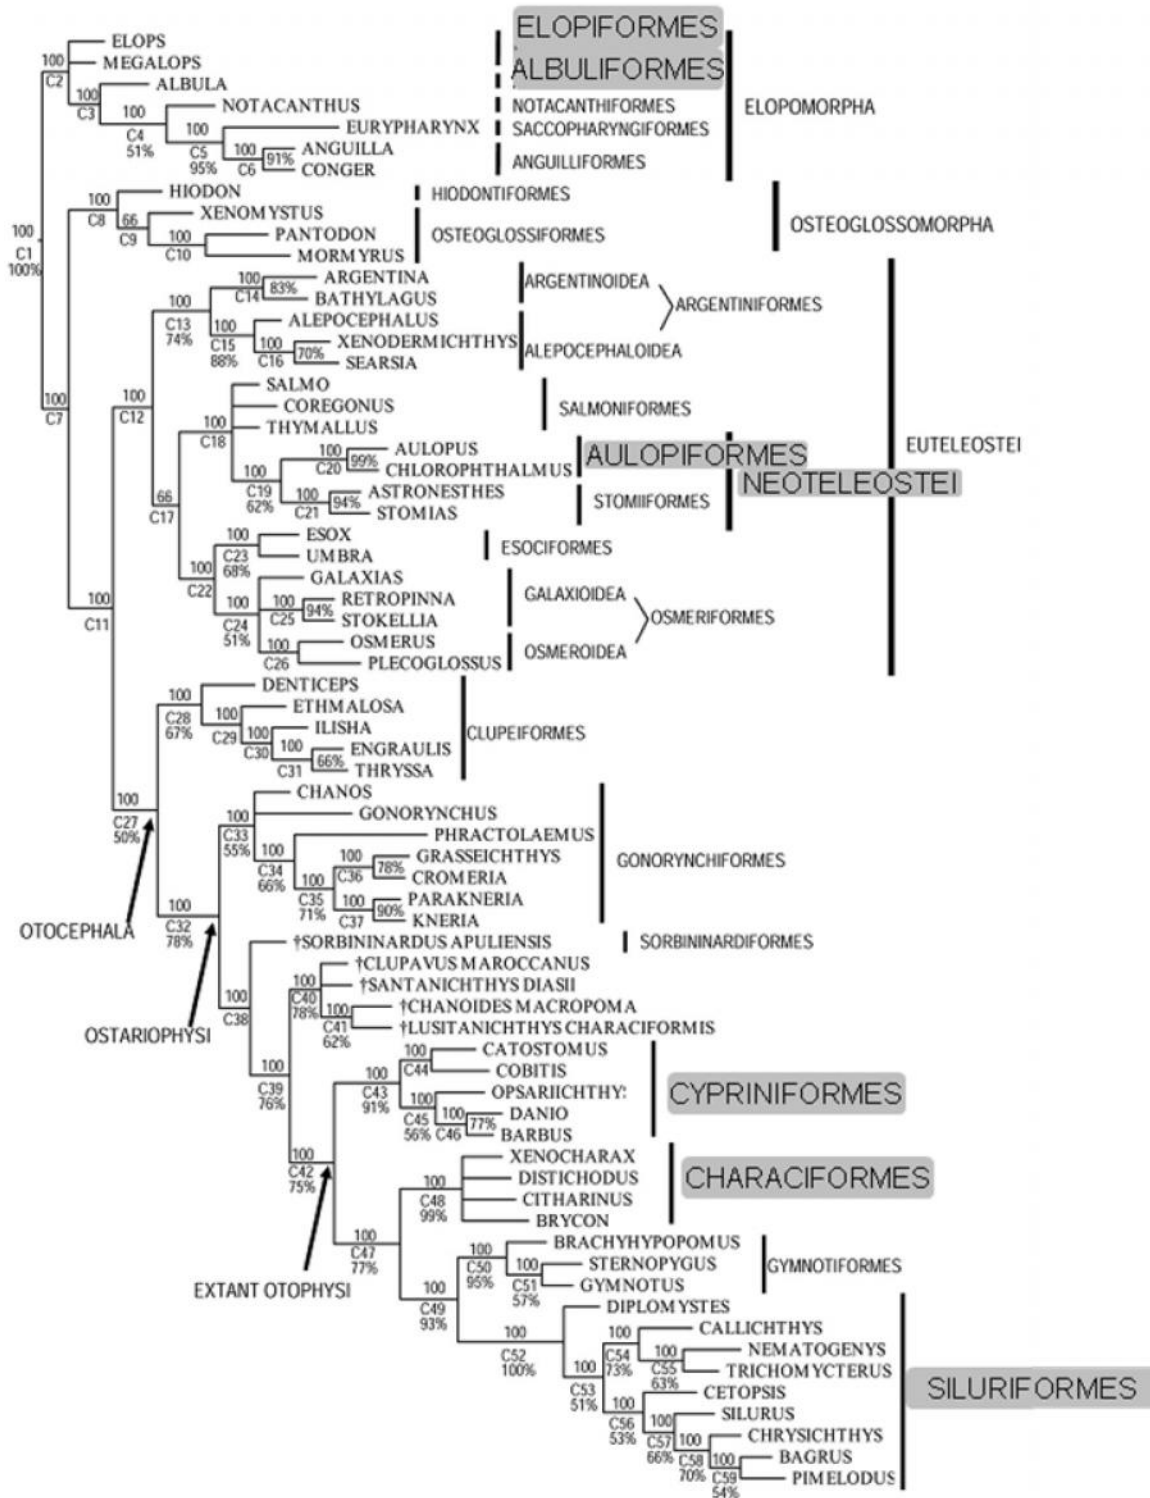 ELOPS
MEGALOPS
ALBULA
NOTACANTHUS
EURYPHARYNX
ANGUILLA
CONGER
HIODON
XENOMYSTUS
PANTODON
MORMYRUS
ARGENTINA
BATHYLAGUS
ALEPOCEPHALUS
XENODERMICHTHYS
SEARSIA
SALMO
COREGONUS
THYMALLUS
AULOPUS
CHLOROPHTHALMUS
ASTRONESTHES
STOMIAS
ESOX
UMBRA
GALAXIAS
RETROPINNA
STOKELLIA
OSMERUS
PLECOGLOSSUS
DENTICEPS
ETHMALOSA
ILISHA
ENGRAULIS
THRYSSA
CHANOS
GONORYNCHUS
PHRACTOLAEMUS
GRASSEICHTHYS
CROMERIA
PARAKNERIA
KNERIA
†SORBININARDUS APULIENSIS
†CLUPAVUS MAROCCANUS
†SANTANICHTHYS DIASII
†CHANOIDES MACROPOMA
†LUSITANICHTHYS CHARACIFORMIS
CATOSTOMUS
COBITIS
OPSARIICHTHY:
DANIO
BARBUS
XENOCHARAX
DISTICHODUS
CITHARINUS
BRYCON
BRACHYHYPOPOMUS
STERNOPYGUS
GYMNOTUS
DIPLOMYSTES
CALLICHTHYS
NEMATOGENYS
TRICHOMYCTERUS
CETOPSIS
SILURUS
CHRYSICHTHYS
BAGRUS
PIMELODUS
ELOPIFORMES
ALBULIFORMES
NOTACANTHIFORMES
SACCOPHARYNGIFORMES
ANGUILLIFORMES
ELOPOMORPHA
HIODONTIFORMES
OSTEOGLOSSIFORMES
OSTEOGLOSSOMORPHA
ARGENTINOIDEA
ARGENTINIFORMES
ALEPOCEPHALOIDEA
SALMONIFORMES
EUTELEOSTEI
AULOPIFORMES
NEOTELEOSTEI
STOMIIFORMES
ESOCIFORMES
GALAXIOIDEA
OSMERIFORMES
OSMEROIDEA
CLUPEIFORMES
GONORYNCHIFORMES
SORBININARDIFORMES
CYPRINIFORMES
CHARACIFORMES
GYMNOTIFORMES
SILURIFORMES
OTOCEPHALA
OSTARIOPHYSI
EXTANT OTOPHYSI
100 C1 100%
100 C2
100 C3
100 C4 51%
100 C5 95%
100 C6 91%
100 C7
100 C8
66 C9
100 C10
100 C11
100 C12
100 C13 74%
100 C14 83%
100 C15 88%
100 C16 70%
66 C17
100 C18
100 C19 62%
100 C20 99%
100 C21 94%
100 C22
100 C23 68%
100 C24 51%
100 C25 94%
100 C26
100 C27 50%
100 C28 67%
100 C29
100 C30
100 C31 66%
100 C32 78%
100 C33 55%
100 C34 66%
100 C35 71%
100 C36 78%
100 C37 90%
100 C38
100 C39 76%
100 C40 78%
100 C41 62%
100 C42 75%
100 C43 91%
100 C44
100 C45 56%
100 C46 77%
100 C47 77%
100 C48 99%
100 C49 93%
100 C50 95%
100 C51 57%
100 C52 100%
100 C53 51%
100 C54 73%
100 C55 63%
100 C56 53%
100 C57 66%
100 C58 70%
100 C59 54%